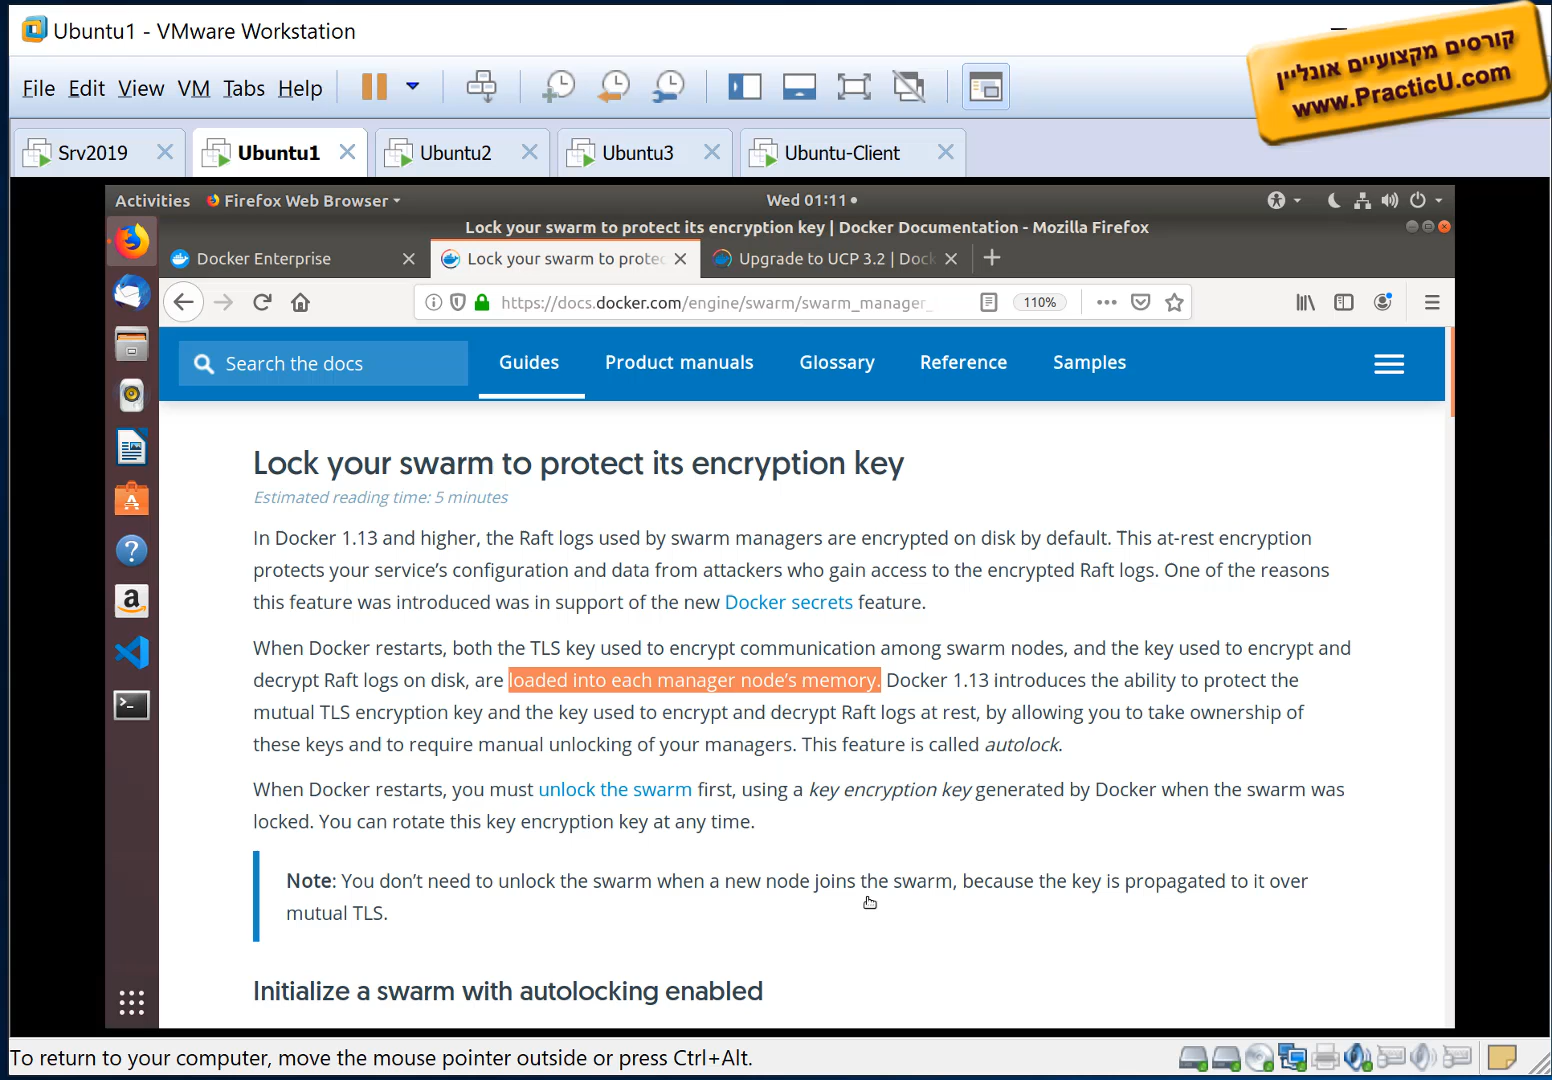 Ubuntu1 - VMware Workstation
קורסים מקצועיים אונליין
www.PracticU.com
File Edit View VM Tabs Help
Srv2019 Ubuntu1 Ubuntu2 Ubuntu3 Ubuntu-Client
Activities Firefox Web Browser Wed 01:11
Lock your swarm to protect its encryption key | Docker Documentation - Mozilla Firefox
Docker Enterprise Lock your swarm to protec Upgrade to UCP 3.2 | Dock
https://docs.docker.com/engine/swarm/swarm_manager_ 110%
Search the docs Guides Product manuals Glossary Reference Samples
Lock your swarm to protect its encryption key
Estimated reading time: 5 minutes
In Docker 1.13 and higher, the Raft logs used by swarm managers are encrypted on disk by default. This at-rest encryption
protects your service’s configuration and data from attackers who gain access to the encrypted Raft logs. One of the reasons
this feature was introduced was in support of the new Docker secrets feature.
When Docker restarts, both the TLS key used to encrypt communication among swarm nodes, and the key used to encrypt and
decrypt Raft logs on disk, are loaded into each manager node’s memory. Docker 1.13 introduces the ability to protect the
mutual TLS encryption key and the key used to encrypt and decrypt Raft logs at rest, by allowing you to take ownership of
these keys and to require manual unlocking of your managers. This feature is called autolock.
When Docker restarts, you must unlock the swarm first, using a key encryption key generated by Docker when the swarm was
locked. You can rotate this key encryption key at any time.
Note: You don’t need to unlock the swarm when a new node joins the swarm, because the key is propagated to it over
mutual TLS.
Initialize a swarm with autolocking enabled
To return to your computer, move the mouse pointer outside or press Ctrl+Alt.